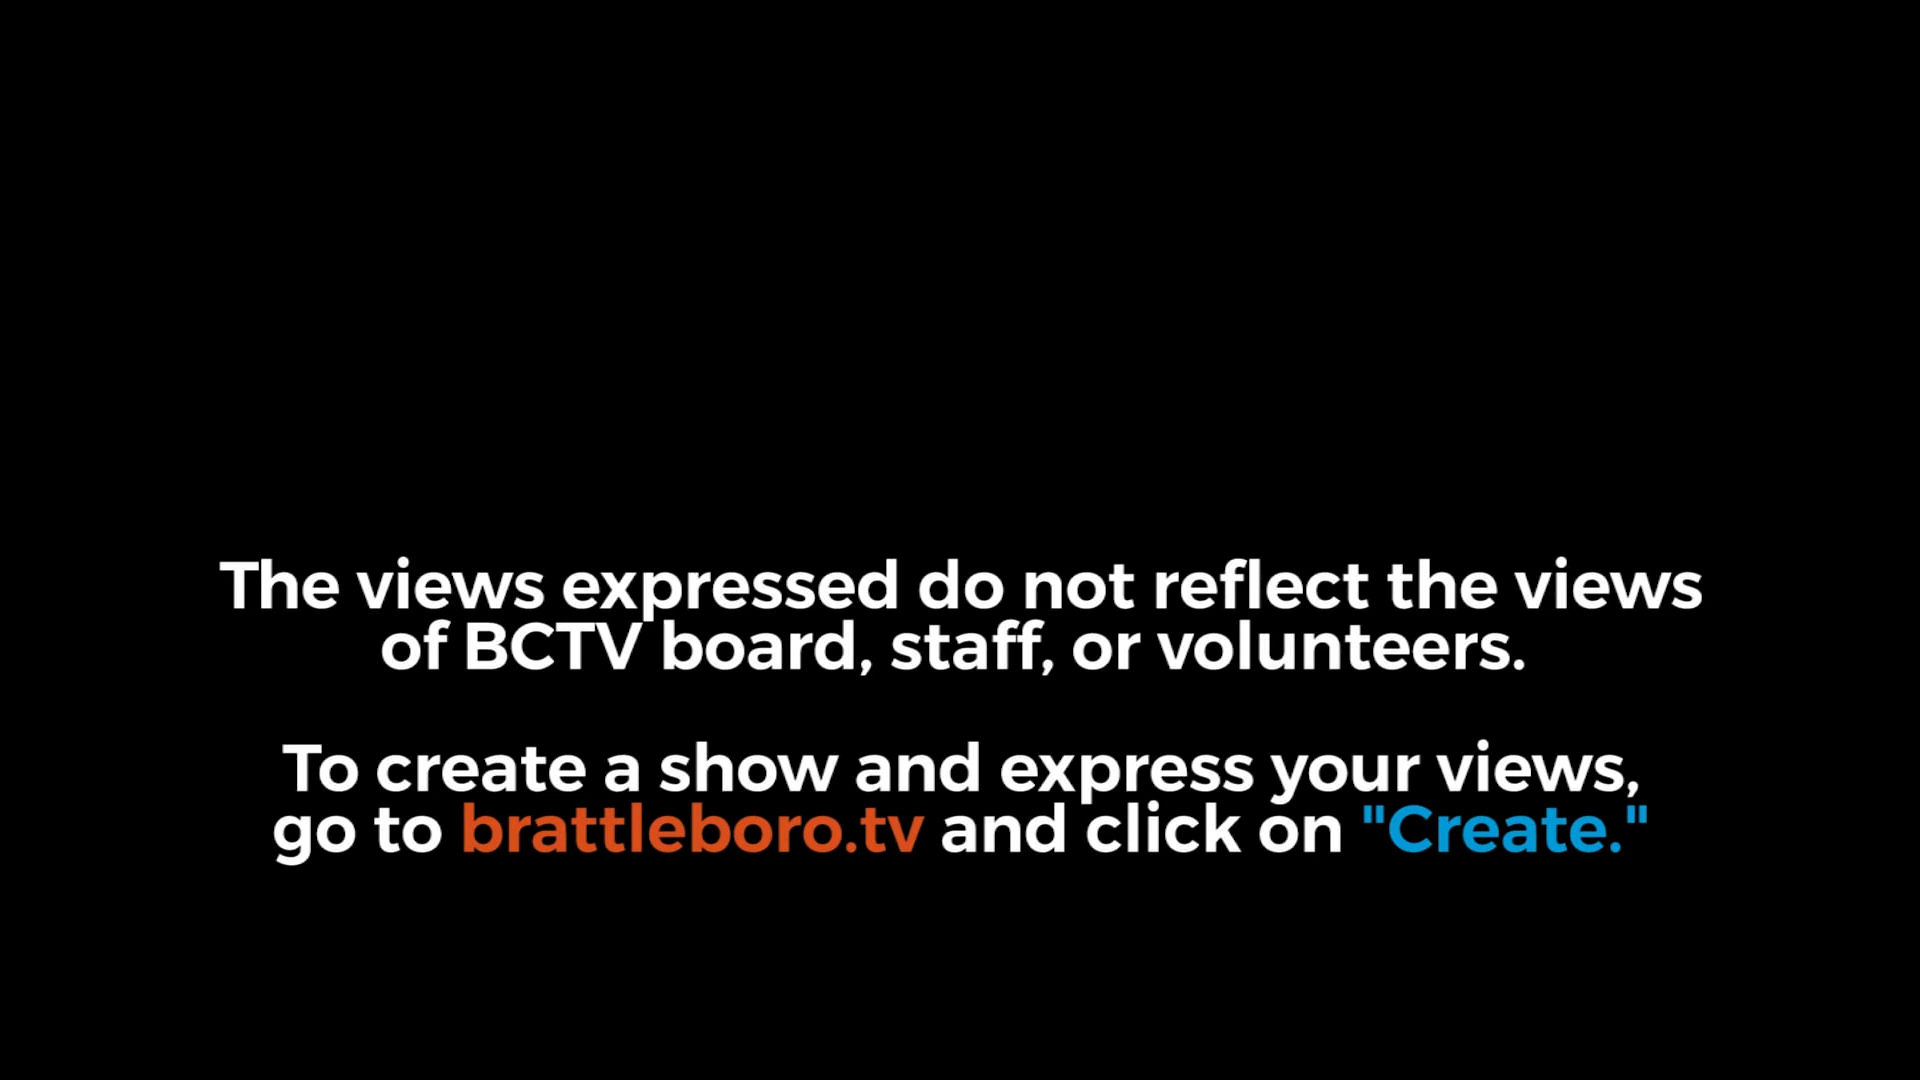 The views expressed do not reflect the views
of BCTV board, staff, or volunteers.
To create a show and express your views,
go to brattleboro.tv and click on "Create."